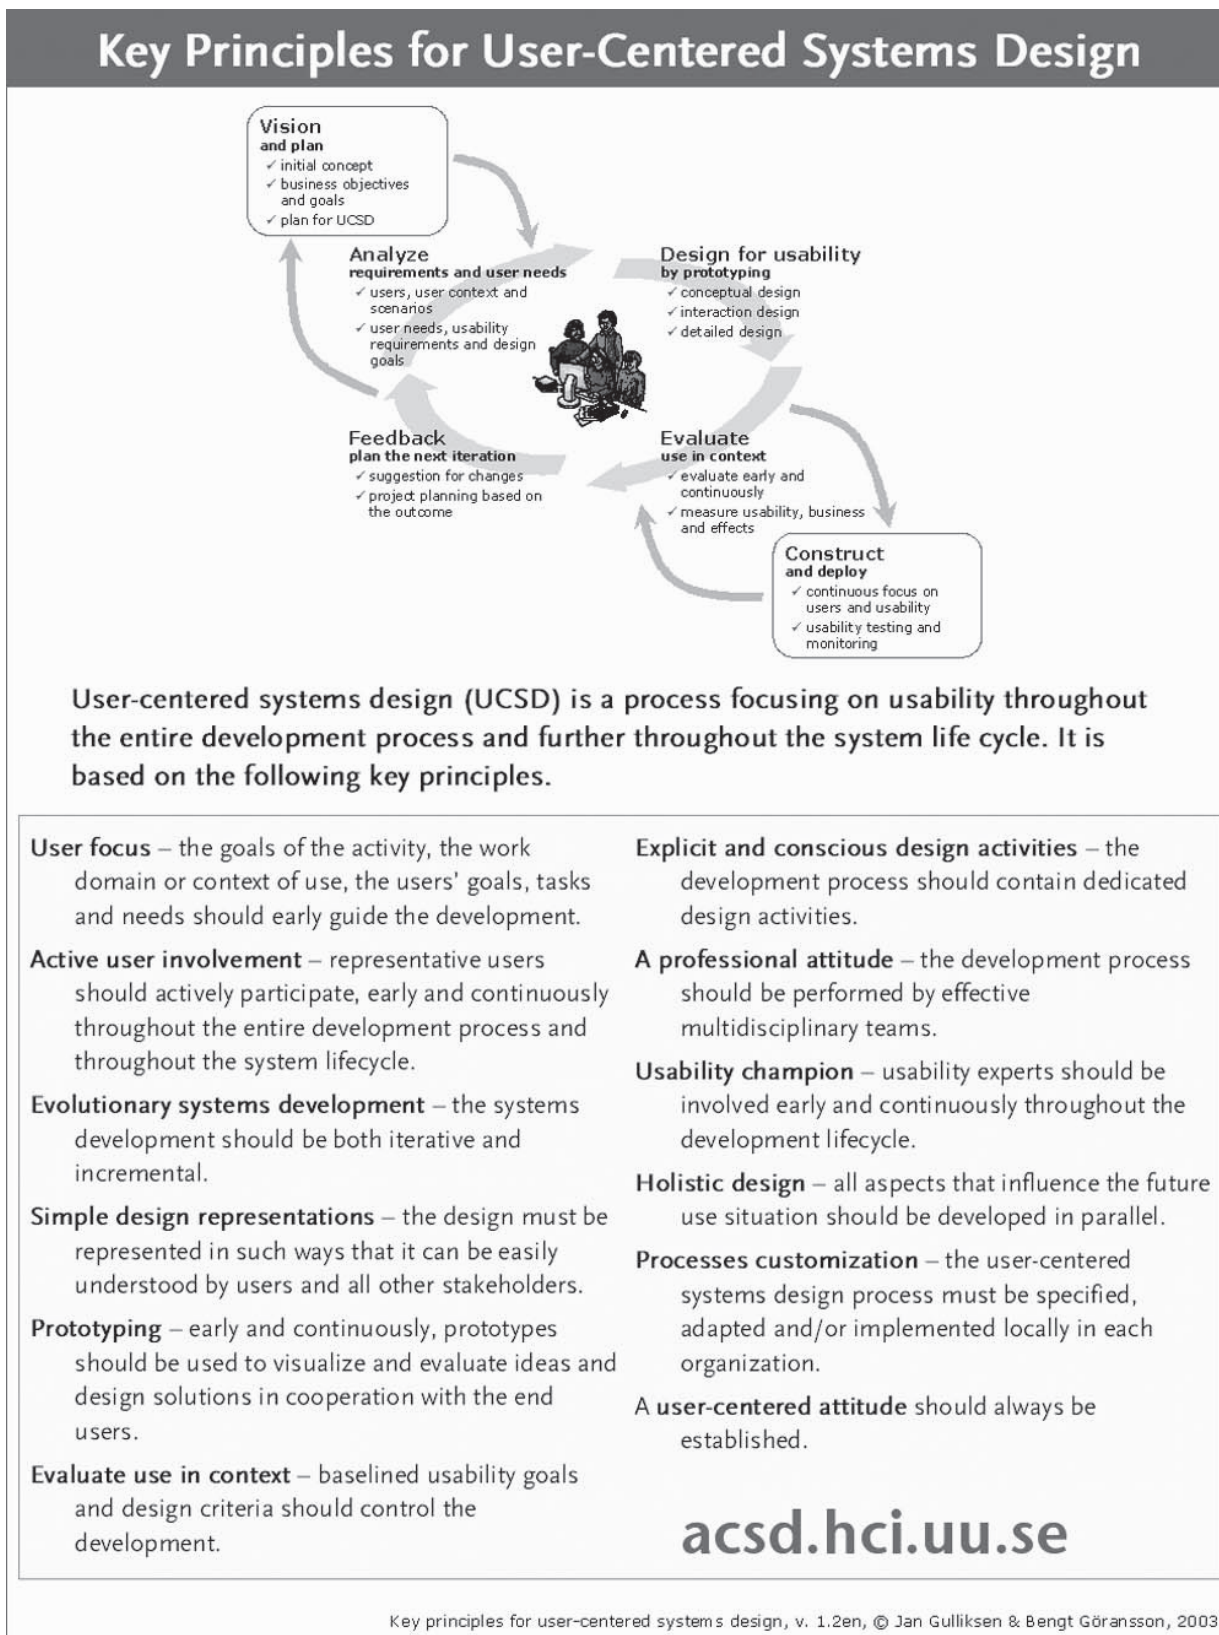 Key Principles for User-Centered Systems Design
Vision
and plan
✓ initial concept
✓ business objectives
and goals
✓ plan for UCSD
Analyze
requirements and user needs
✓ users, user context and
scenarios
✓ user needs, usability
requirements and design
goals
Design for usability
by prototyping
✓ conceptual design
✓ interaction design
✓ detailed design
Evaluate
use in context
✓ evaluate early and
continuously
✓ measure usability, business
and effects
Feedback
plan the next iteration
✓ suggestion for changes
✓ project planning based on
the outcome
Construct
and deploy
✓ continuous focus on
users and usability
✓ usability testing and
monitoring
User-centered systems design (UCSD) is a process focusing on usability throughout
the entire development process and further throughout the system life cycle. It is
based on the following key principles.
User focus – the goals of the activity, the work
domain or context of use, the users' goals, tasks
and needs should early guide the development.
Active user involvement – representative users
should actively participate, early and continuously
throughout the entire development process and
throughout the system lifecycle.
Evolutionary systems development – the systems
development should be both iterative and
incremental.
Simple design representations – the design must be
represented in such ways that it can be easily
understood by users and all other stakeholders.
Prototyping – early and continuously, prototypes
should be used to visualize and evaluate ideas and
design solutions in cooperation with the end
users.
Evaluate use in context – baselined usability goals
and design criteria should control the
development.
Explicit and conscious design activities – the
development process should contain dedicated
design activities.
A professional attitude – the development process
should be performed by effective
multidisciplinary teams.
Usability champion – usability experts should be
involved early and continuously throughout the
development lifecycle.
Holistic design – all aspects that influence the future
use situation should be developed in parallel.
Processes customization – the user-centered
systems design process must be specified,
adapted and/or implemented locally in each
organization.
A user-centered attitude should always be
established.
acsd.hci.uu.se
Key principles for user-centered systems design, v. 1.2en, © Jan Gulliksen & Bengt Göransson, 2003